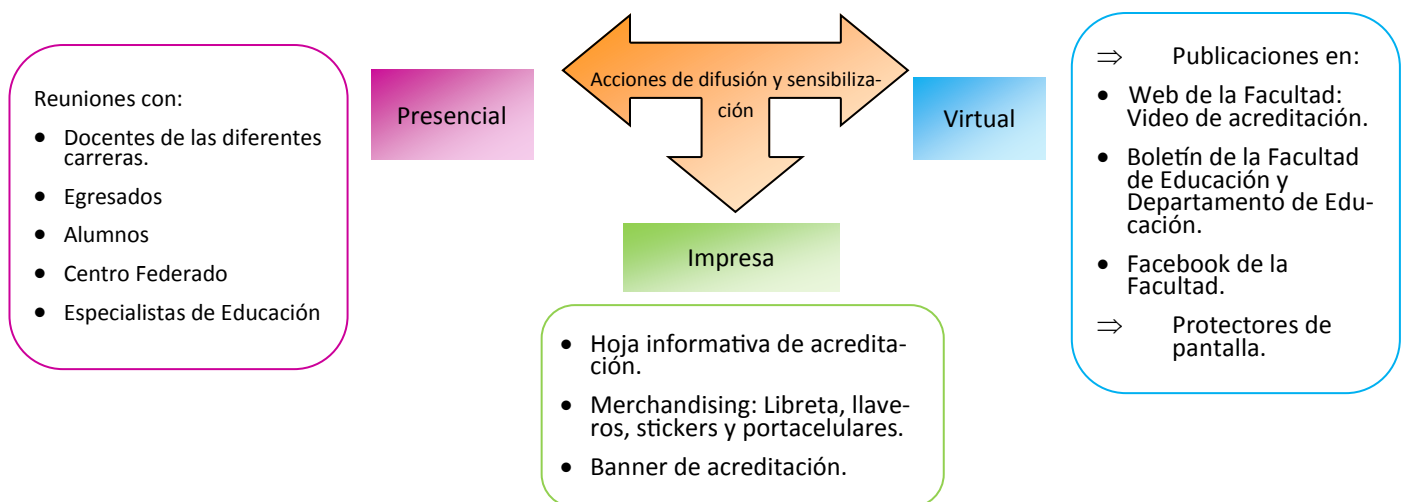 Acciones de difusión y sensibiliza-
ción
Presencial
Reuniones con:
• Docentes de las diferentes
carreras.
• Egresados
• Alumnos
• Centro Federado
• Especialistas de Educación
Impresa
• Hoja informativa de acredita-
ción.
• Merchandising: Libreta, llave-
ros, stickers y portacelulares.
• Banner de acreditación.
Virtual
⇒ Publicaciones en:
• Web de la Facultad:
Video de acreditación.
• Boletín de la Facultad
de Educación y
Departamento de Edu-
cación.
• Facebook de la
Facultad.
⇒ Protectores de
pantalla.